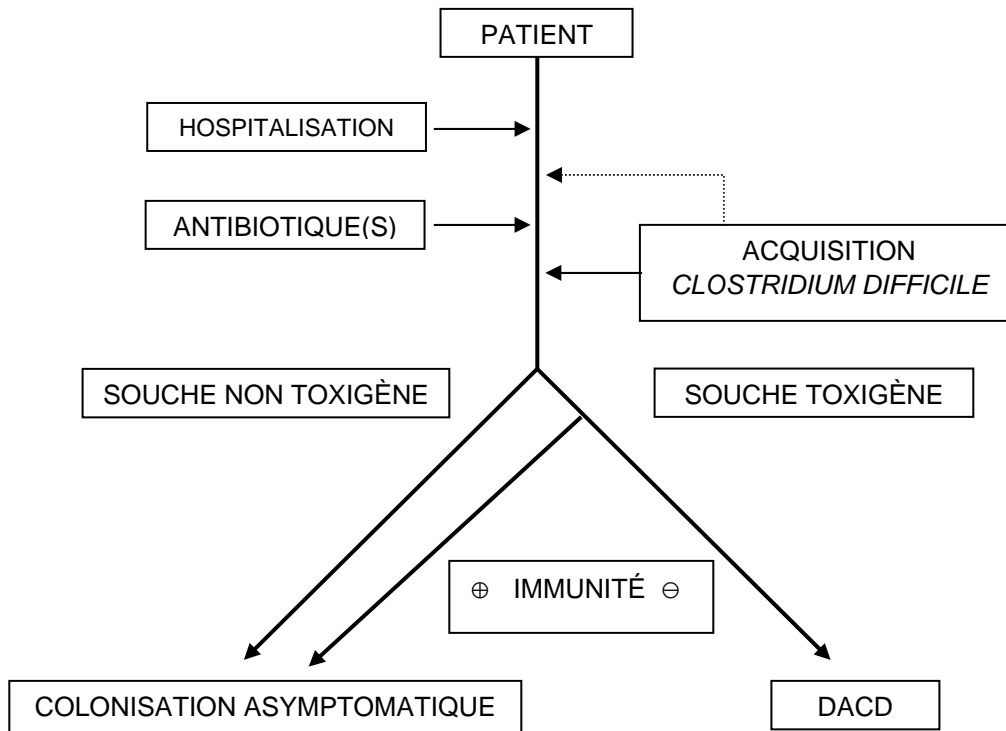 PATIENT
HOSPITALISATION
ANTIBIOTIQUE(S)
ACQUISITION
CLOSTRIDIUM DIFFICILE
SOUCHE NON TOXIGÈNE
SOUCHE TOXIGÈNE
⊕ IMMUNITÉ ⊖
COLONISATION ASYMPTOMATIQUE
DACD